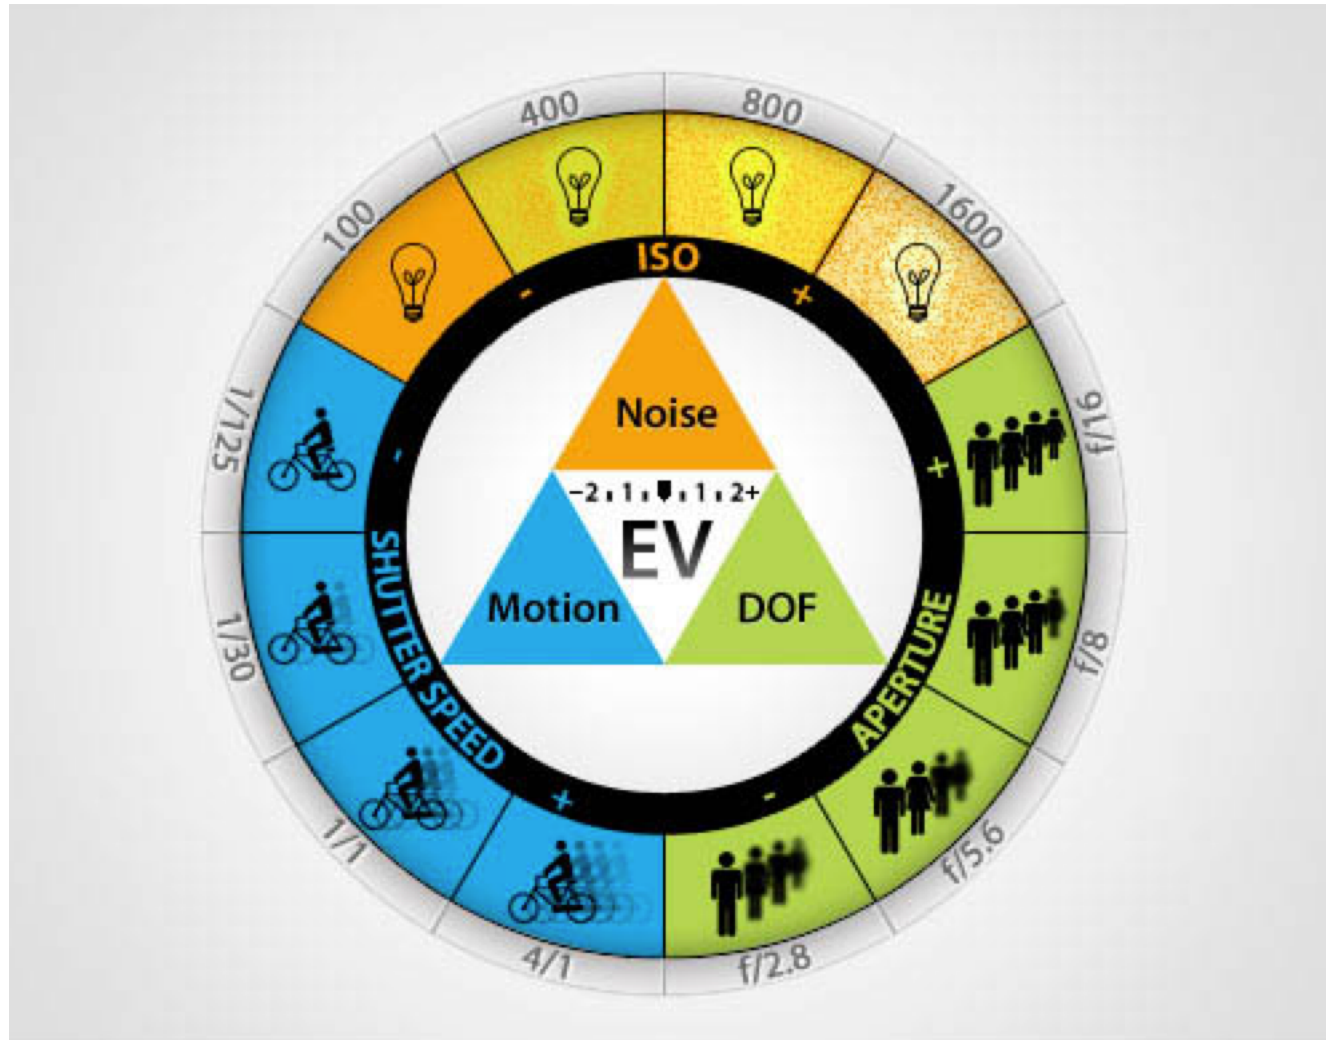 400
800
100
1600
ISO
-
+
1/125
f/16
-
+
Noise
−2 ı 1 ı ı 1 ı 2+
EV
Motion
DOF
SHUTTER SPEED
APERTURE
1/30
f/8
+
-
1/1
f/5.6
4/1
f/2.8